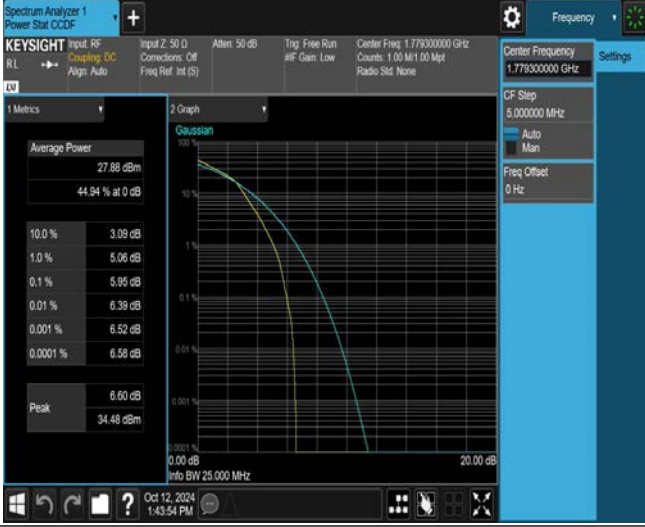 Spectrum Analyzer 1
Power Stat CCDF
Frequency
KEYSIGHT
Input: RF
Coupling: DC
Align: Auto
Input Z: 50 Ω
Corrections: Off
Freq Ref: Int (S)
Atten: 50 dB
Trig: Free Run
#IF Gain: Low
Center Freq: 1.779300000 GHz
Counts: 1.00 M/1.00 Mpt
Radio Std: None
RL
LXI
Center Frequency
1.779300000 GHz
Settings
CF Step
5.000000 MHz
Auto
Man
Freq Offset
0 Hz
1 Metrics
Average Power
27.88 dBm
44.94 % at 0 dB
10.0 % 3.09 dB
1.0 % 5.06 dB
0.1 % 5.95 dB
0.01 % 6.39 dB
0.001 % 6.52 dB
0.0001 % 6.58 dB
Peak
6.60 dB
34.48 dBm
2 Graph
Gaussian
100 %
10 %
1 %
0.1 %
0.01 %
0.001 %
0.0001 %
0.00 dB
20.00 dB
Info BW 25.000 MHz
Oct 12, 2024
1:43:54 PM